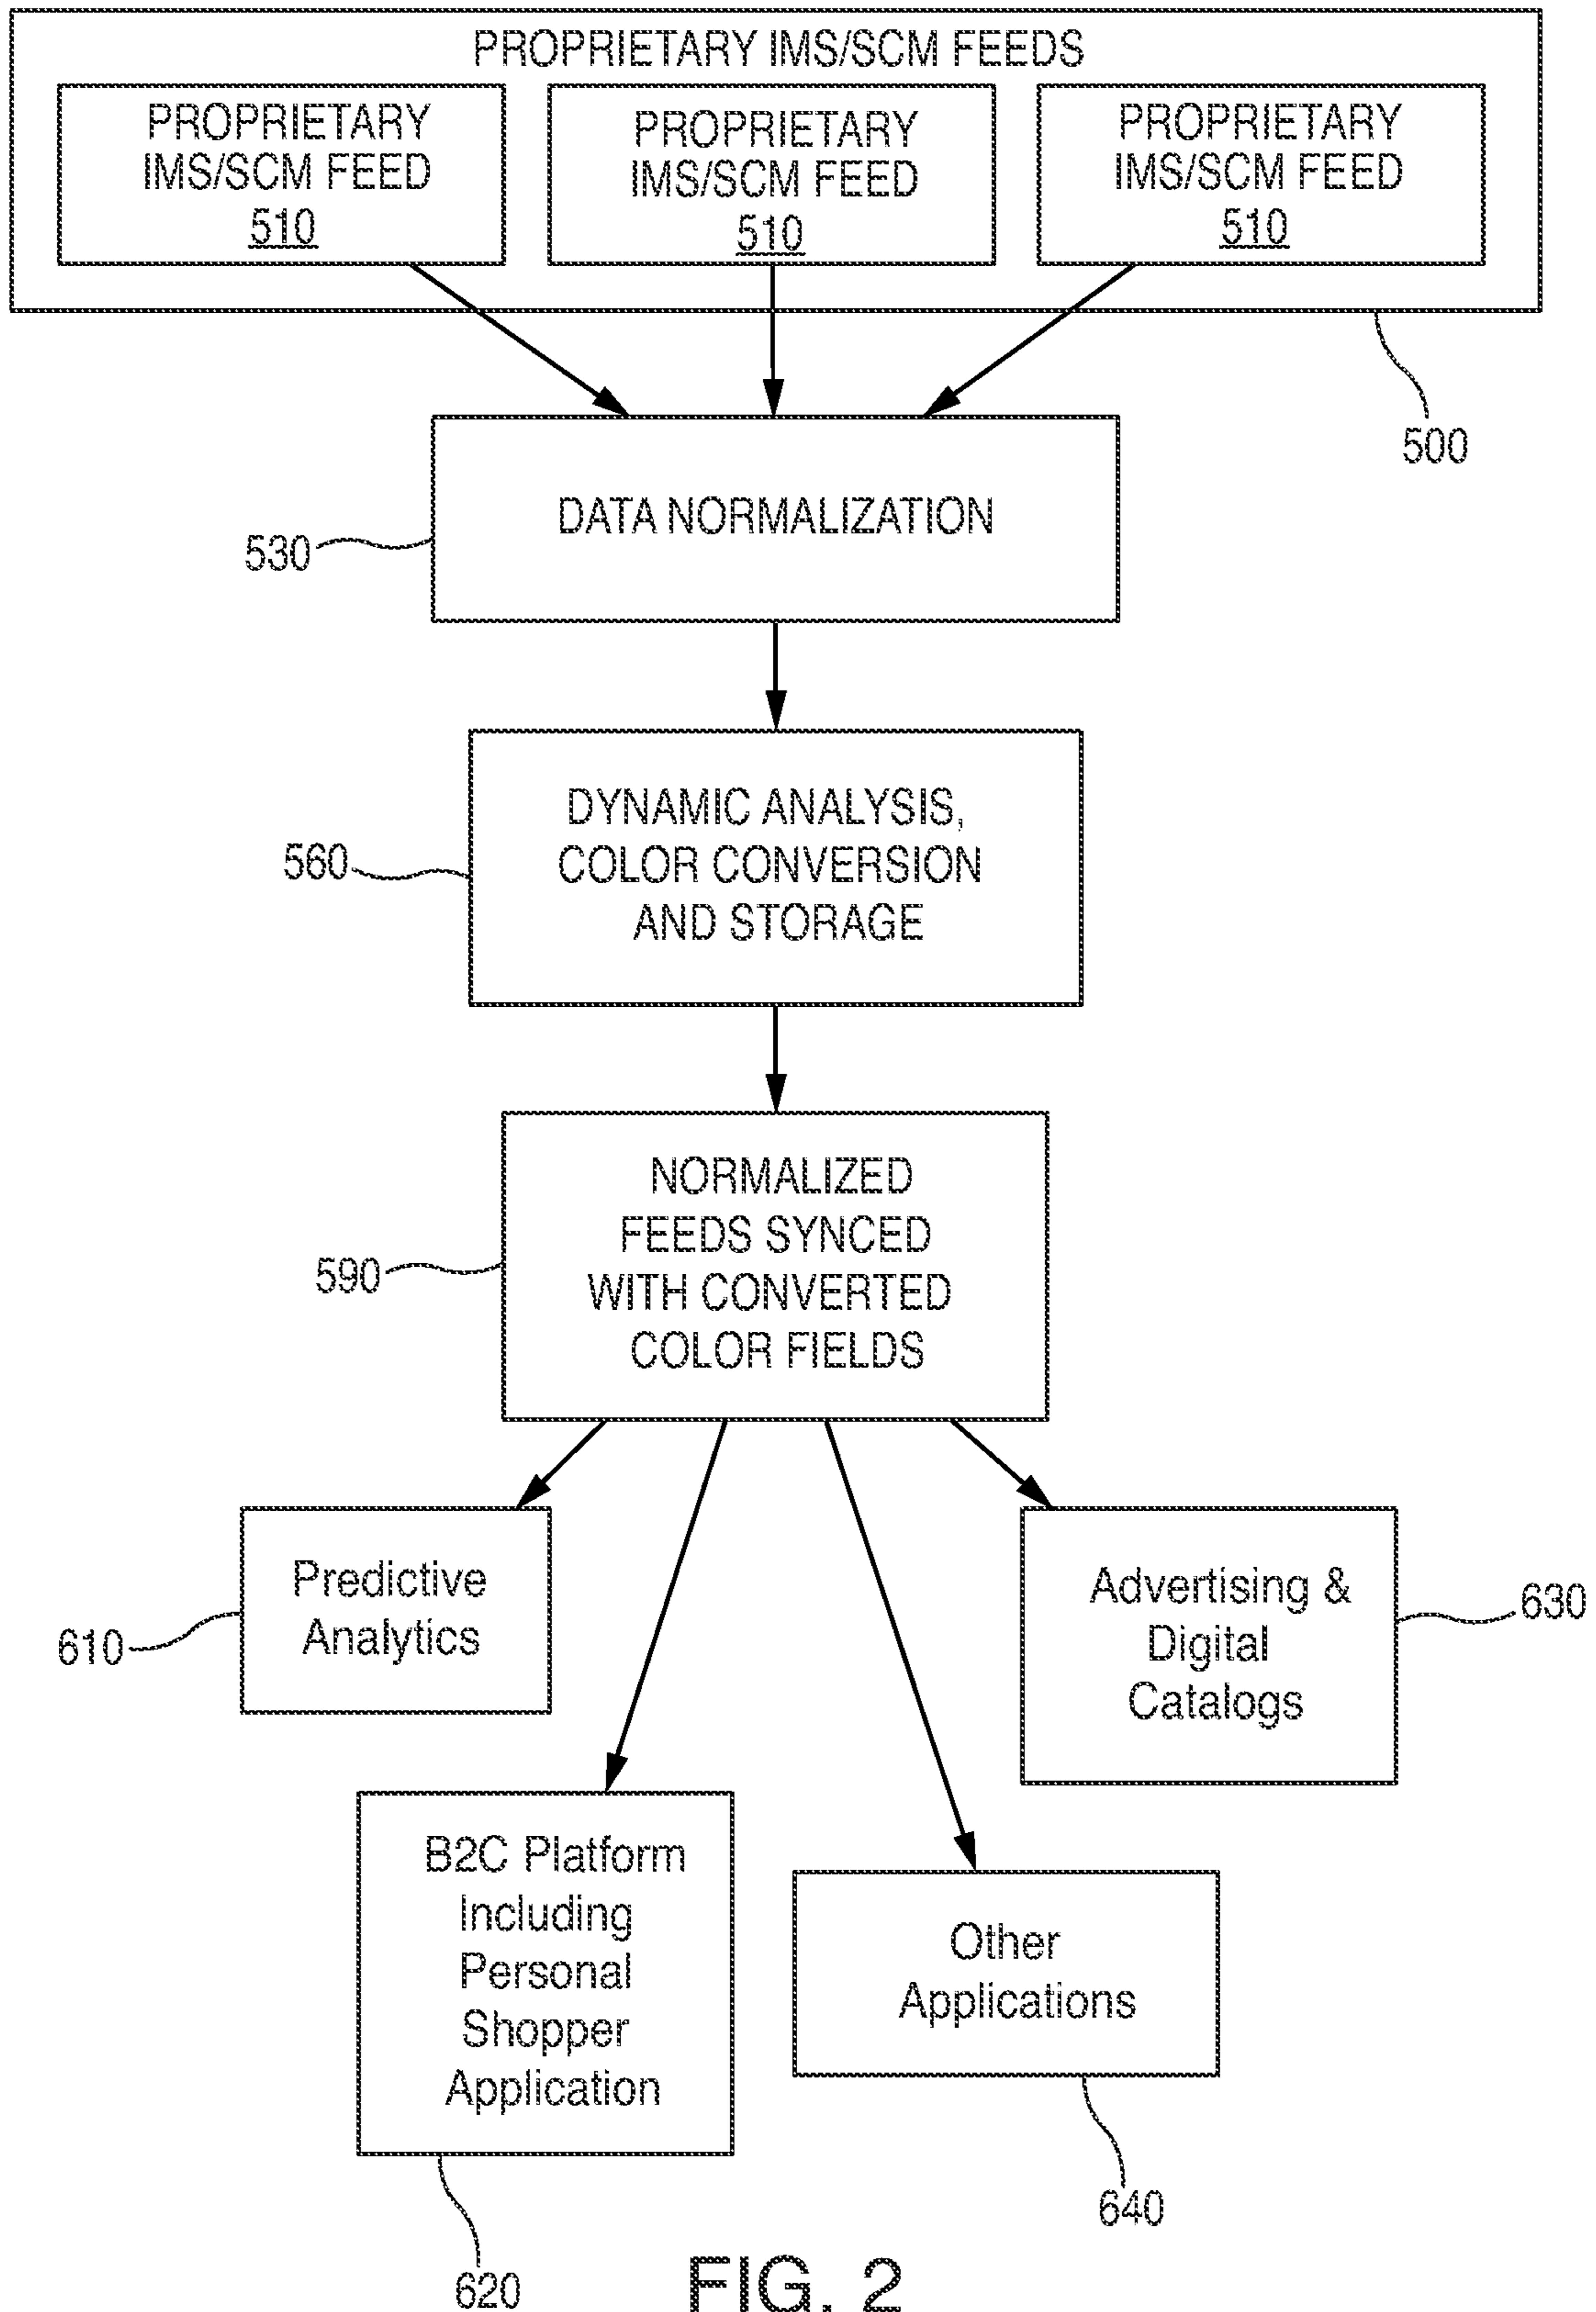 PROPRIETARY IMS/SCM FEEDS
PROPRIETARY
IMS/SCM FEED
510
PROPRIETARY
IMS/SCM FEED
510
PROPRIETARY
IMS/SCM FEED
510
500
DATA NORMALIZATION
530
DYNAMIC ANALYSIS,
COLOR CONVERSION
AND STORAGE
560
NORMALIZED
FEEDS SYNCED
WITH CONVERTED
COLOR FIELDS
590
Predictive
Analytics
610
Advertising &
Digital
Catalogs
630
B2C Platform
Including
Personal
Shopper
Application
620
Other
Applications
640
FIG. 2